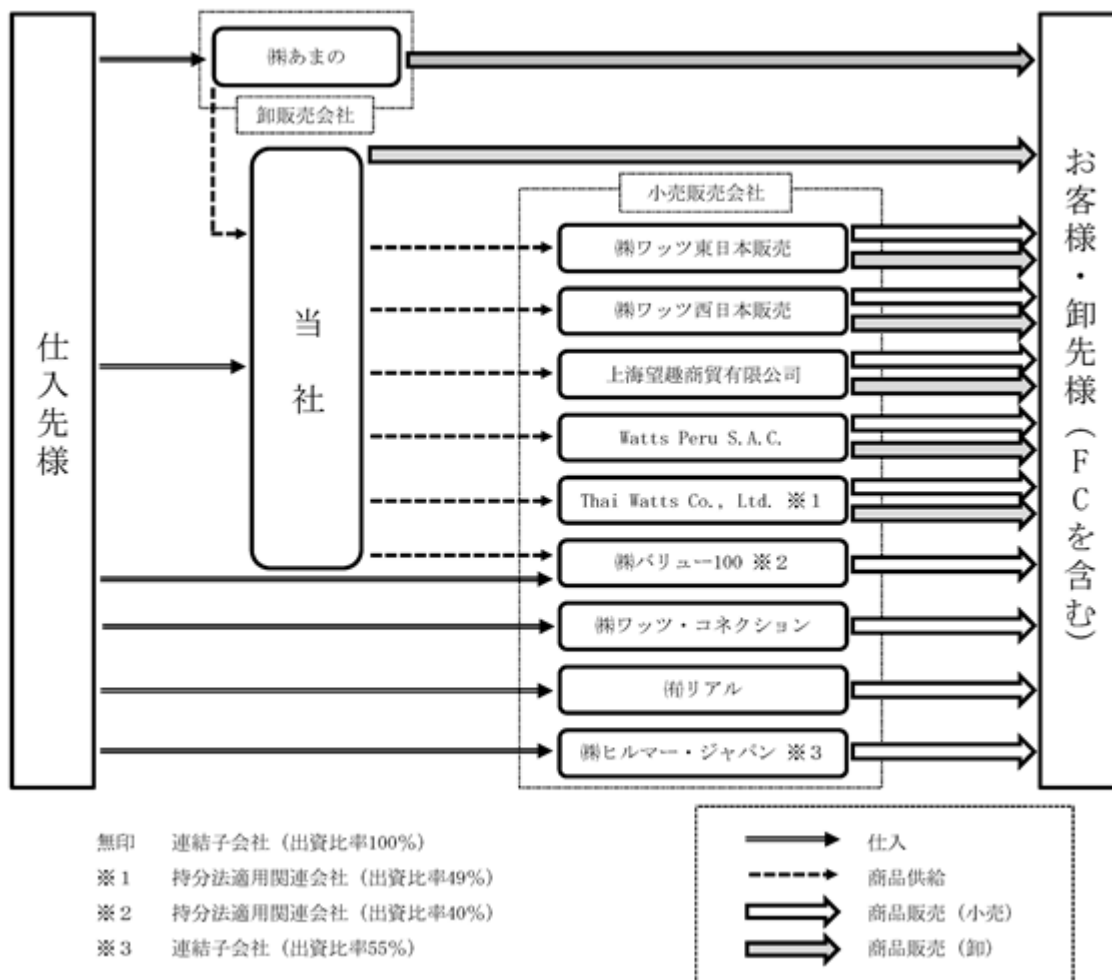 仕入先様
㈱あまの
卸販売会社
当社
小売販売会社
㈱ワッツ東日本販売
㈱ワッツ西日本販売
上海望趣商貿有限公司
Watts Peru S.A.C.
Thai Watts Co., Ltd. ※1
㈱バリュー100 ※2
㈱ワッツ・コネクション
㈲リアル
㈱ヒルマー・ジャパン ※3
お客様・卸先様(FCを含む)
無印 連結子会社(出資比率100%)
※1 持分法適用関連会社(出資比率49%)
※2 持分法適用関連会社(出資比率40%)
※3 連結子会社(出資比率55%)
仕入
商品供給
商品販売(小売)
商品販売(卸)